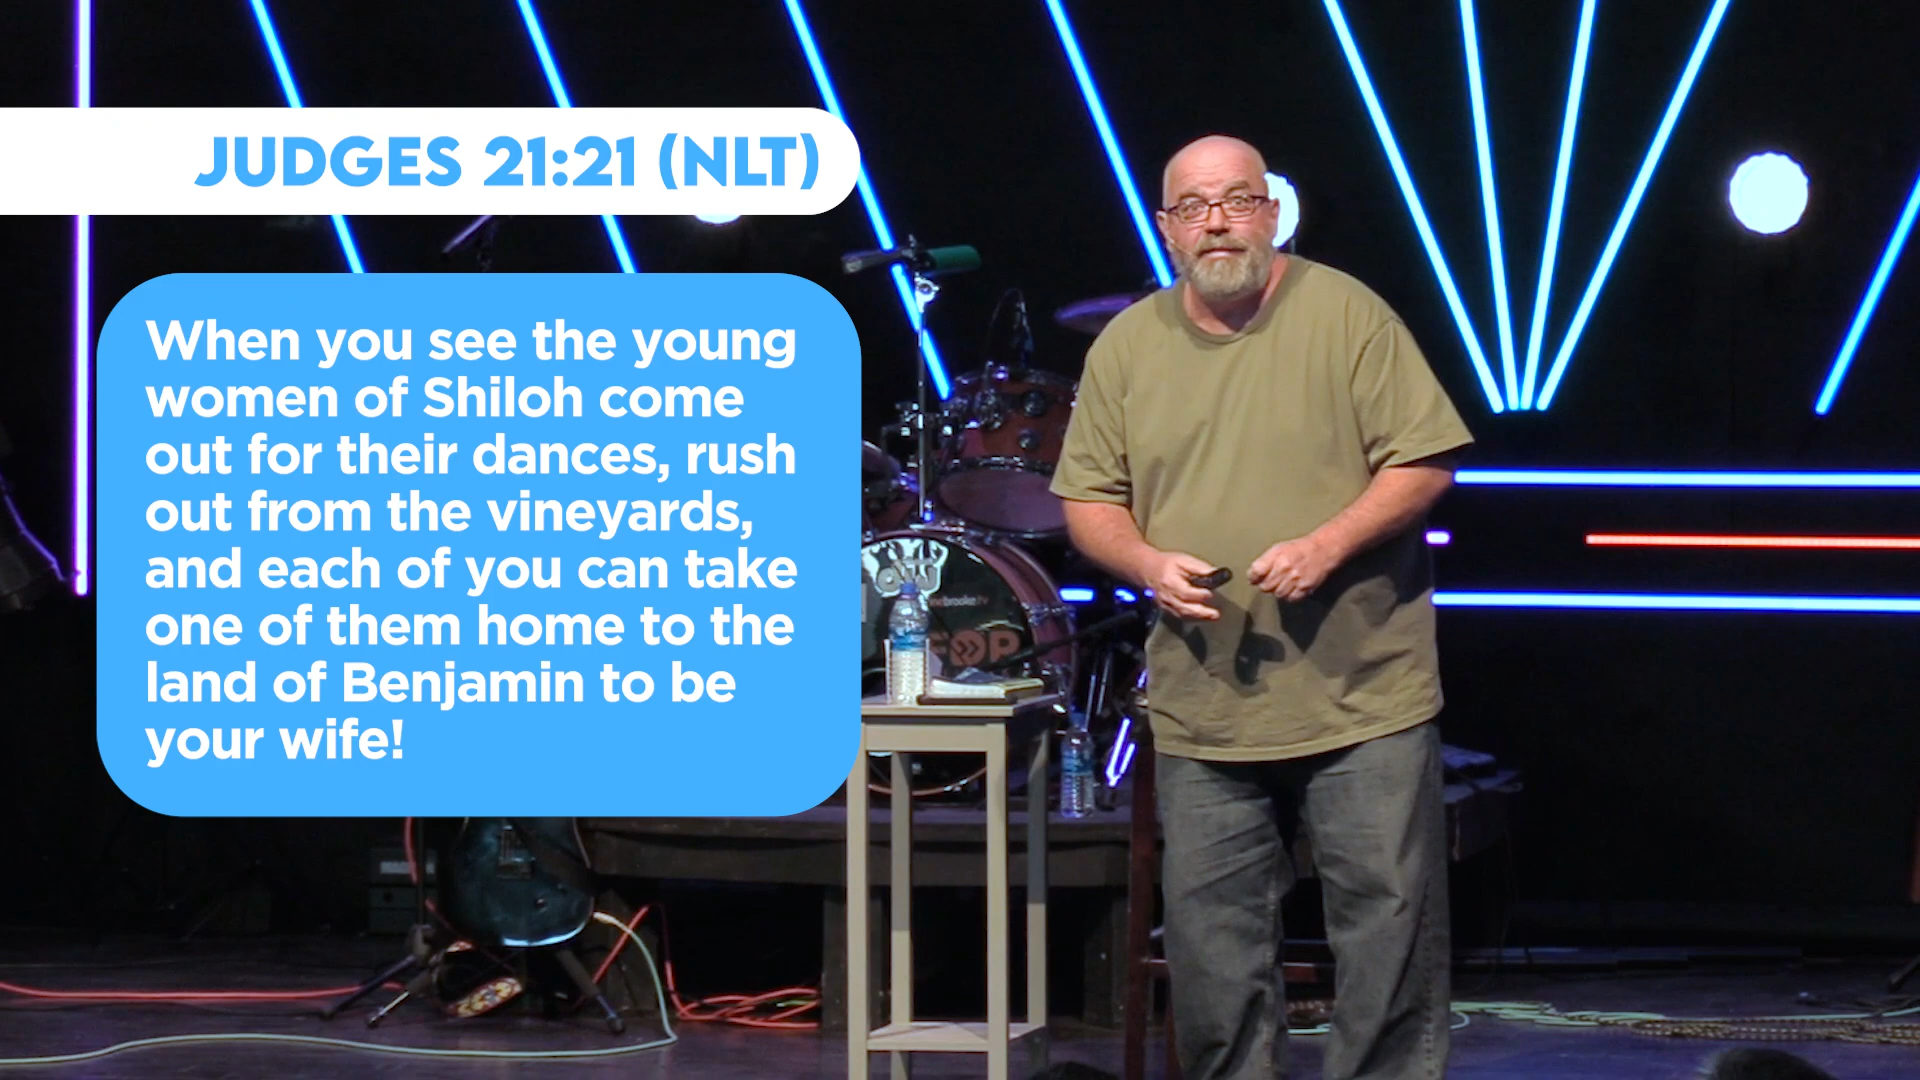 JUDGES 21:21 (NLT)
When you see the young
women of Shiloh come
out for their dances, rush
out from the vineyards,
and each of you can take
one of them home to the
land of Benjamin to be
your wife!